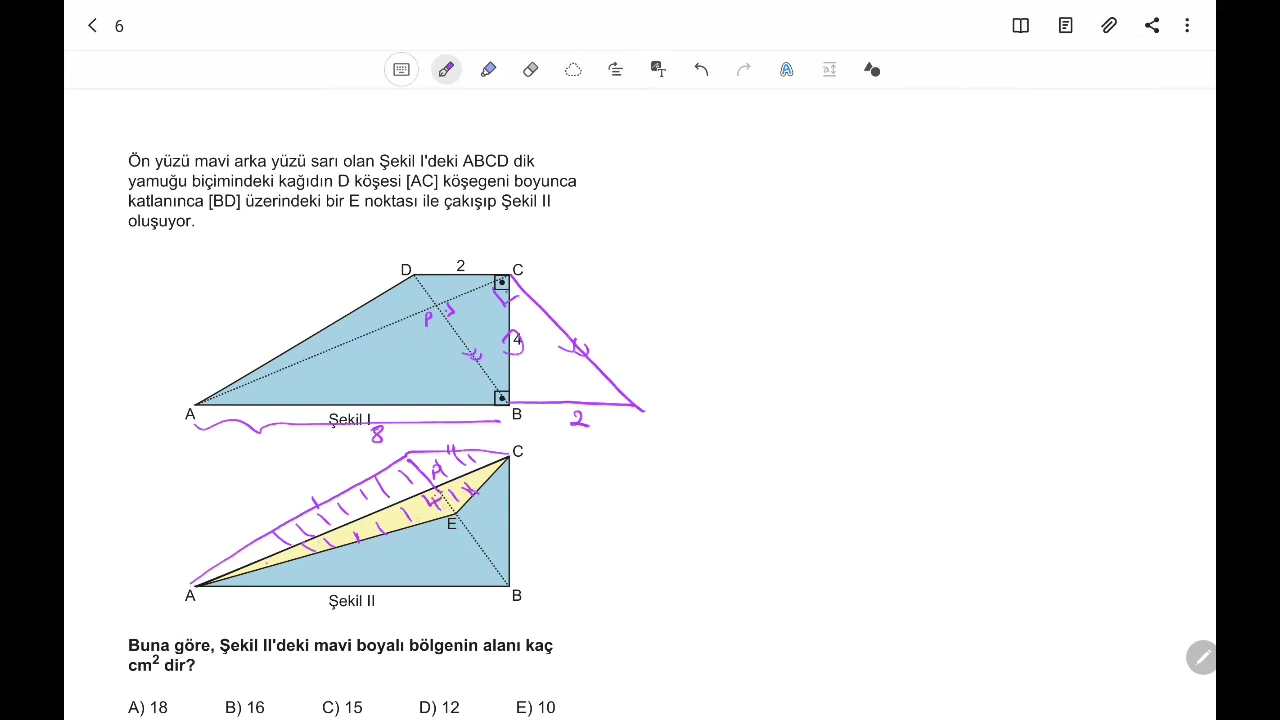 6
Ön yüzü mavi arka yüzü sarı olan Şekil I'deki ABCD dik
yamuğu biçimindeki kağıdın D köşesi [AC] köşegeni boyunca
katlanınca [BD] üzerindeki bir E noktası ile çakışıp Şekil II
oluşuyor.
D 2 C
P
4
A B
Şekil I
8 2
C
P
E
A B
Şekil II
Buna göre, Şekil II'deki mavi boyalı bölgenin alanı kaç
cm² dir?
A) 18 B) 16 C) 15 D) 12 E) 10